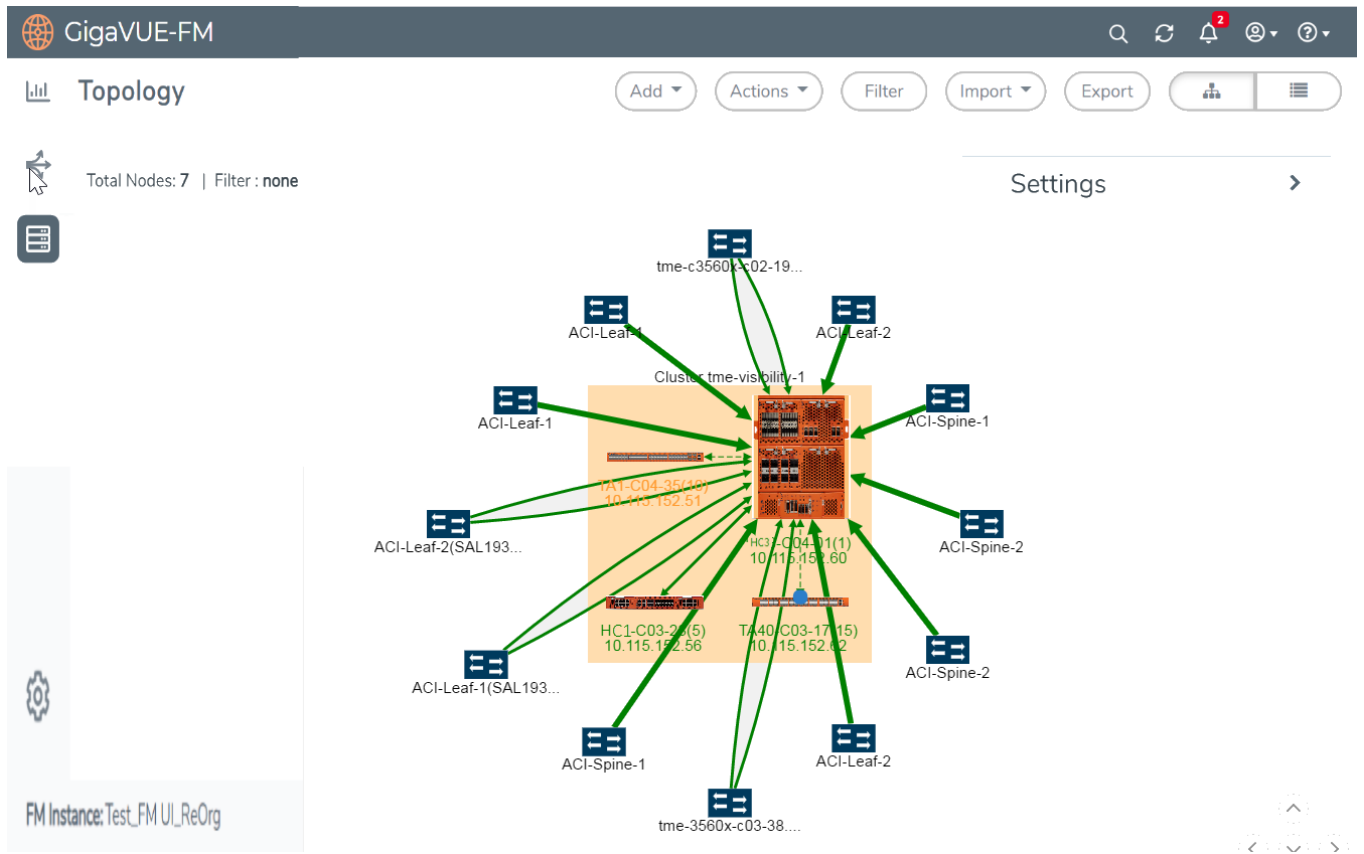 GigaVUE-FM
2
Topology
Add
Actions
Filter
Import
Export
Total Nodes: 7 | Filter : none
Settings
tme-c3560x-c02-19...
ACI-Leaf-1
ACI-Leaf-2
Cluster tme-visibility-1
ACI-Leaf-1
ACI-Spine-1
TA1-C04-35(10)
10.115.152.51
ACI-Leaf-2(SAL193...
-C04-01(1)
10.115.152.60
ACI-Spine-2
HC1-C03-23(5)
10.115.152.56
TA40-C03-17(15)
10.115.152.62
ACI-Spine-2
ACI-Leaf-1(SAL193...
ACI-Spine-1
ACI-Leaf-2
tme-3560x-c03-38....
FM Instance: Test_FM UI_ReOrg